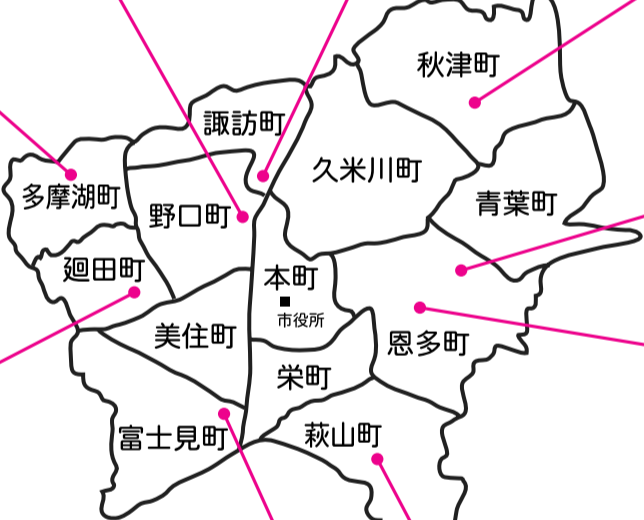 秋津町
諏訪町
久米川町
多摩湖町
野口町
青葉町
廻田町
本町
市役所
美住町
恩多町
栄町
富士見町
萩山町